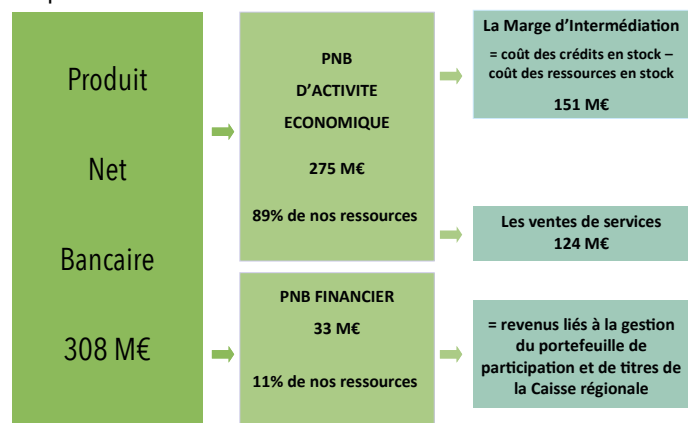 Produit
Net
Bancaire
308 M€
PNB
D’ACTIVITE
ECONOMIQUE
275 M€
89% de nos ressources
PNB FINANCIER
33 M€
11% de nos ressources
La Marge d’Intermédiation
= coût des crédits en stock –
coût des ressources en stock
151 M€
Les ventes de services
124 M€
= revenus liés à la gestion
du portefeuille de
participation et de titres de
la Caisse régionale